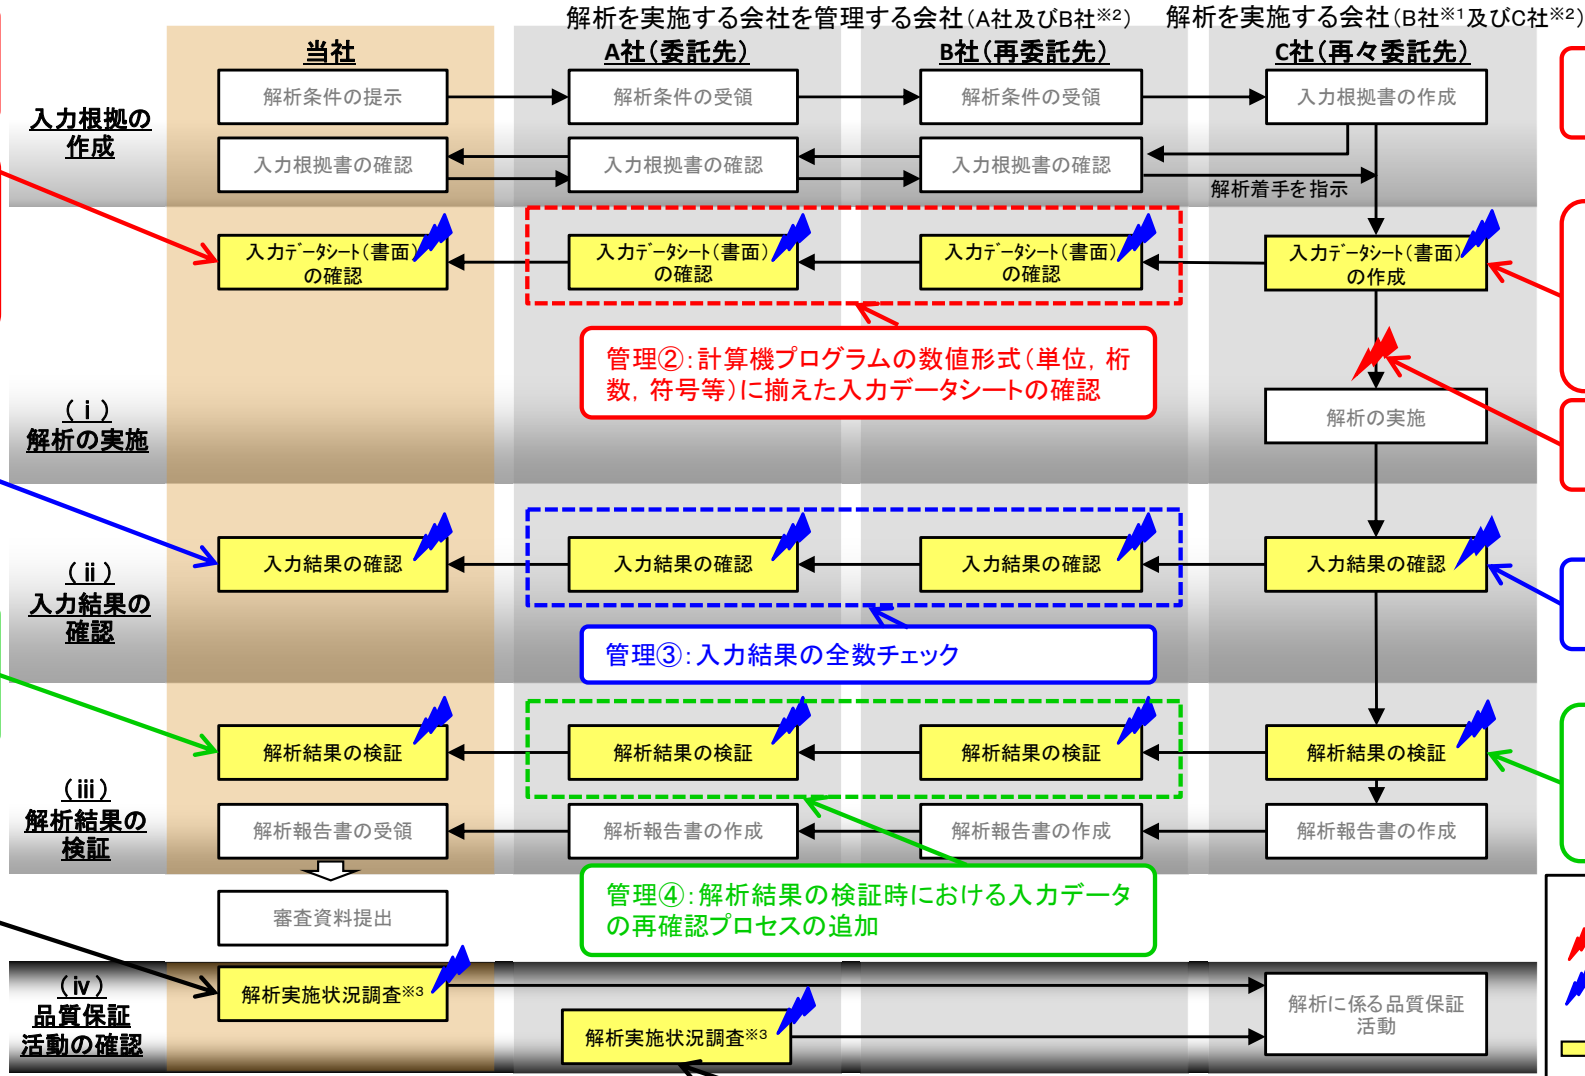 解析を実施する会社を管理する会社(A社及びB社※2)
解析を実施する会社(B社※1及びC社※2)
当社
A社(委託先)
B社(再委託先)
C社(再々委託先)
入力根拠の
作成
解析条件の提示
解析条件の受領
解析条件の受領
入力根拠書の作成
入力根拠書の確認
入力根拠書の確認
入力根拠書の確認
解析着手を指示
入力データシート(書面)
の確認
入力データシート(書面)
の確認
入力データシート(書面)
の確認
入力データシート(書面)
の作成
管理②:計算機プログラムの数値形式(単位, 桁
数, 符号等)に揃えた入力データシートの確認
(ⅰ)
解析の実施
解析の実施
(ⅱ)
入力結果の
確認
入力結果の確認
入力結果の確認
入力結果の確認
入力結果の確認
管理③:入力結果の全数チェック
(ⅲ)
解析結果の
検証
解析結果の検証
解析結果の検証
解析結果の検証
解析結果の検証
解析報告書の受領
解析報告書の作成
解析報告書の作成
解析報告書の作成
管理④:解析結果の検証時における入力データ
の再確認プロセスの追加
審査資料提出
(ⅳ)
品質保証
活動の確認
解析実施状況調査※3
解析実施状況調査※3
解析に係る品質保証
活動